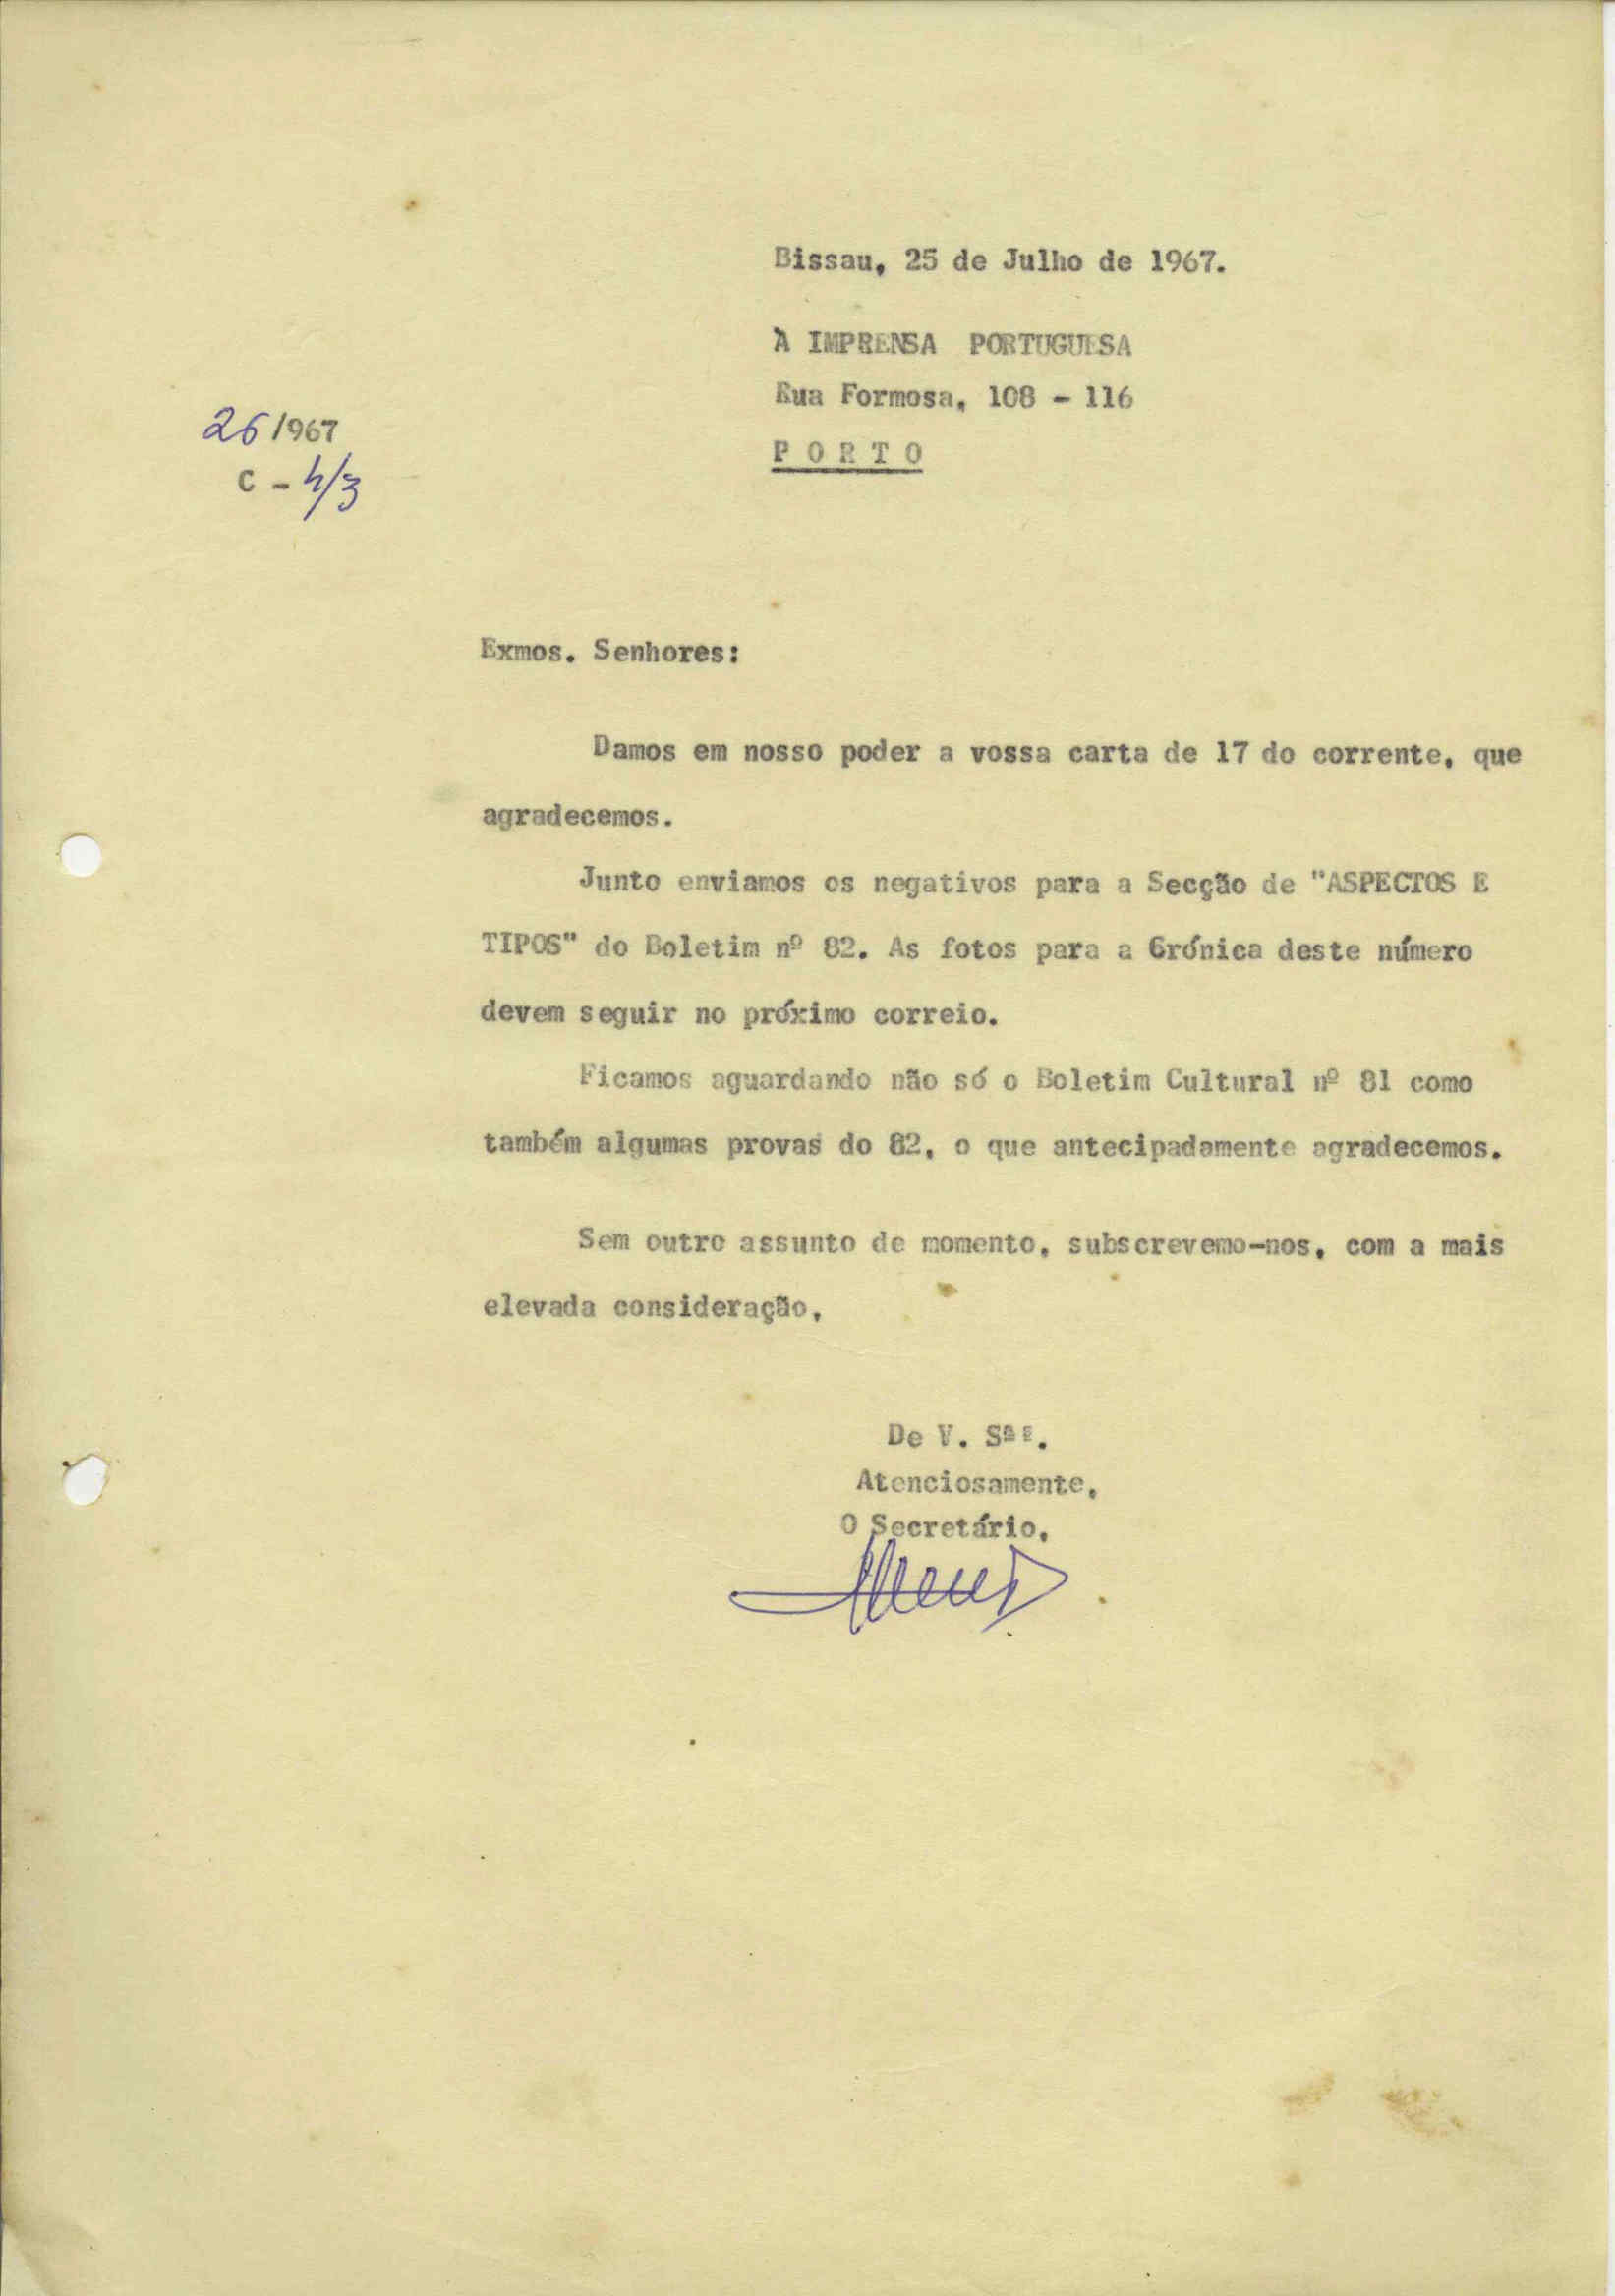 Bissau, 25 de Julho de 1967.
À IMPRENSA PORTUGUESA
Rua Formosa, 108 - 116
P O R T O
26/967
C - 4/3
Exmos. Senhores:
Damos em nosso poder a vossa carta de 17 do corrente, que
agradecemos.
Junto enviamos os negativos para a Secção de "ASPECTOS E
TIPOS" do Boletim nº 82. As fotos para a Crónica deste número
devem seguir no próximo correio.
Ficamos aguardando não só o Boletim Cultural nº 81 como
também algumas provas do 82, o que antecipadamente agradecemos.
Sem outro assunto de momento, subscrevemo-nos, com a mais
elevada consideração,
De V. Sªs.
Atenciosamente,
O Secretário,